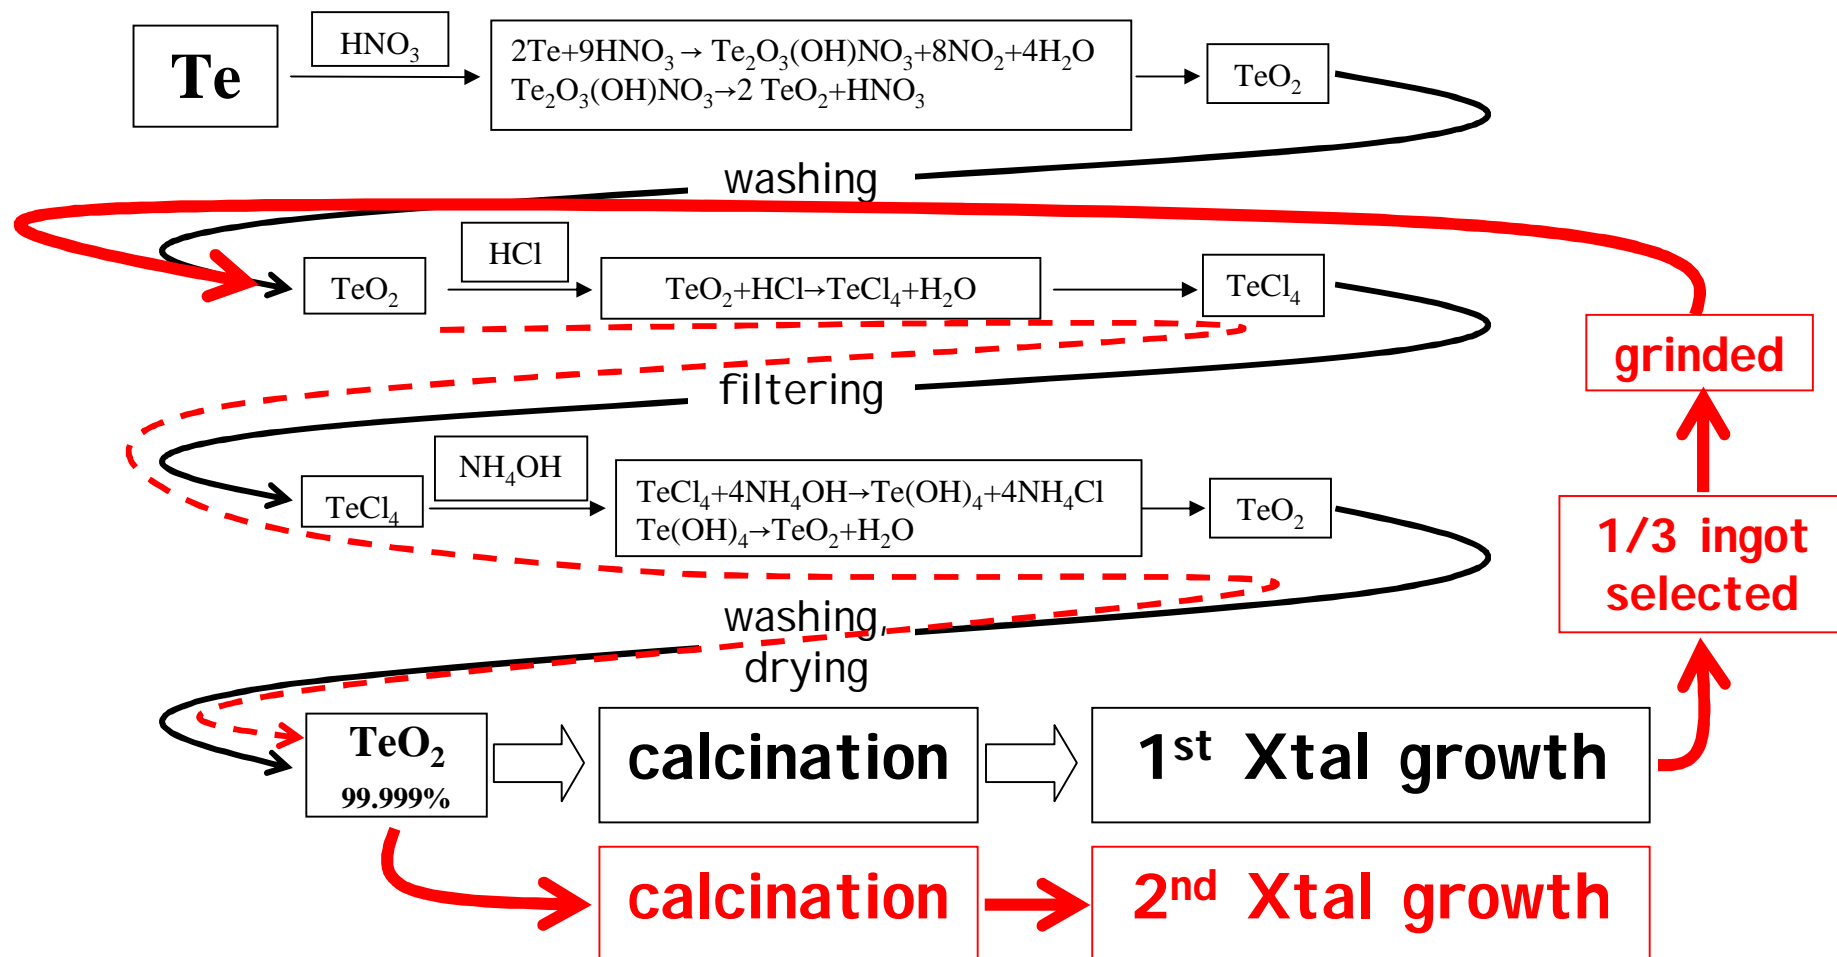 Te
HNO₃
2Te+9HNO₃→ Te₂O₃(OH)NO₃+8NO₂+4H₂O
Te₂O₃(OH)NO₃→2 TeO₂+HNO₃
TeO₂
washing
TeO₂
HCl
TeO₂+HCl→TeCl₄+H₂O
TeCl₄
grinded
filtering
TeCl₄
NH₄OH
TeCl₄+4NH₄OH→Te(OH)₄+4NH₄Cl
Te(OH)₄→TeO₂+H₂O
TeO₂
1/3 ingot
selected
washing,
drying
TeO₂
99.999%
calcination
1st Xtal growth
calcination
2nd Xtal growth